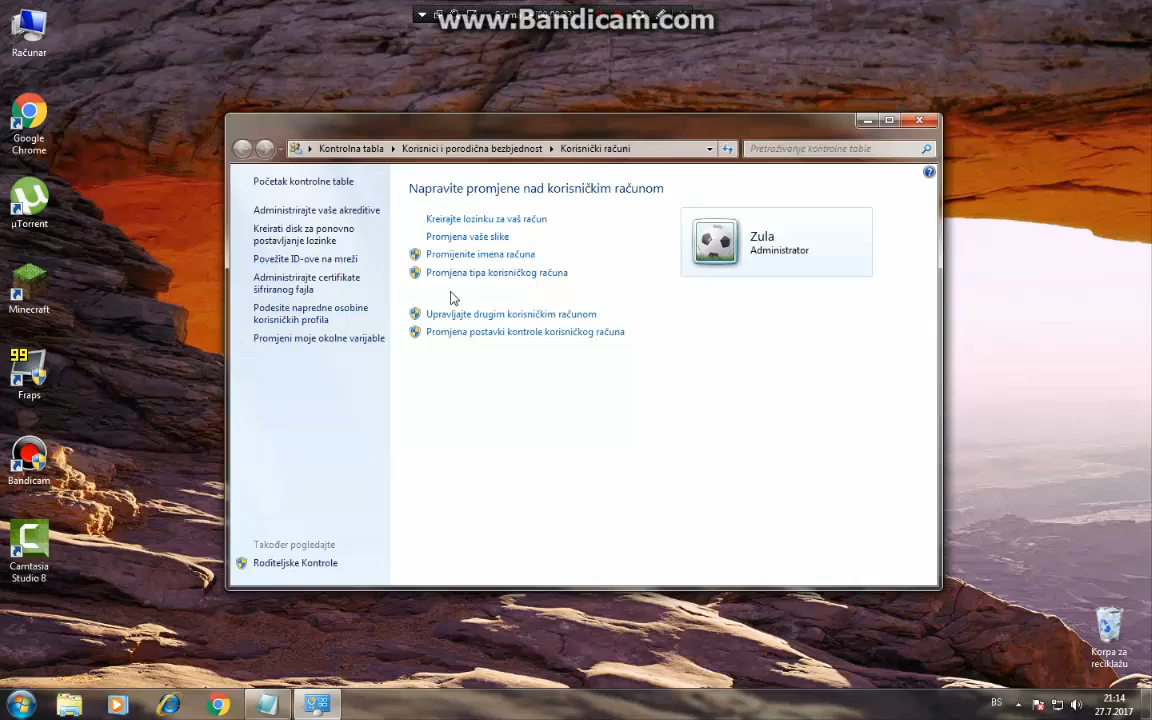 www.Bandicam.com
Računar
Google
Chrome
µTorrent
Minecraft
99
Fraps
Bandicam
Camtasia
Studio 8
Kontrolna tabla
Korisnici i porodična bezbjednost
Korisnički računi
Pretraživanje kontrolne table
Početak kontrolne table
Administrirajte vaše akreditive
Kreirati disk za ponovno
postavljanje lozinke
Povežite ID-ove na mreži
Administrirajte certifikate
šifriranog fajla
Podesite napredne osobine
korisničkih profila
Promjeni moje okolne varijable
Također pogledajte
Roditeljske Kontrole
Napravite promjene nad korisničkim računom
Kreirajte lozinku za vaš račun
Promjena vaše slike
Promijenite imena računa
Promjena tipa korisničkog računa
Upravljajte drugim korisničkim računom
Promjena postavki kontrole korisničkog računa
Zula
Administrator
Korpa za
reciklažu
BS
21:14
27.7.2017